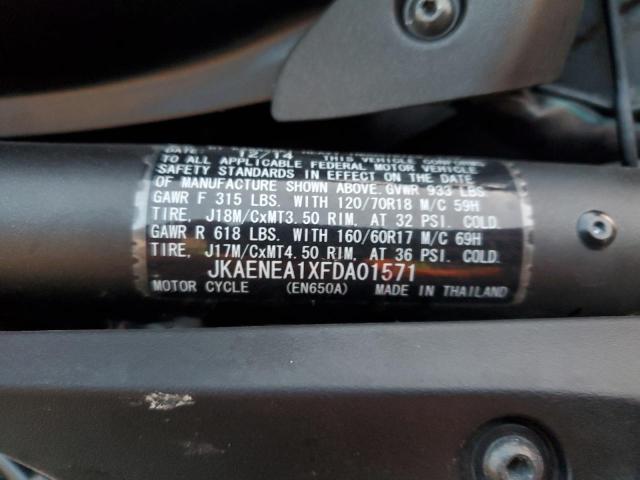 DATE:
12/14 THIS VEHICLE CONFORMS
TO ALL APPLICABLE FEDERAL MOTOR VEHICLE
SAFETY STANDARDS IN EFFECT ON THE DATE
OF MANUFACTURE SHOWN ABOVE. GVWR 933 LBS
GAWR F 315 LBS. WITH 120/70R18 M/C 59H
TIRE, J18M/CxMT3.50 RIM, AT 32 PSI. COLD.
GAWR R 618 LBS. WITH 160/60R17 M/C 69H
TIRE, J17M/CxMT4.50 RIM, AT 36 PSI. COLD.
JKAENEA1XFDA01571
MOTOR CYCLE (EN650A) MADE IN THAILAND